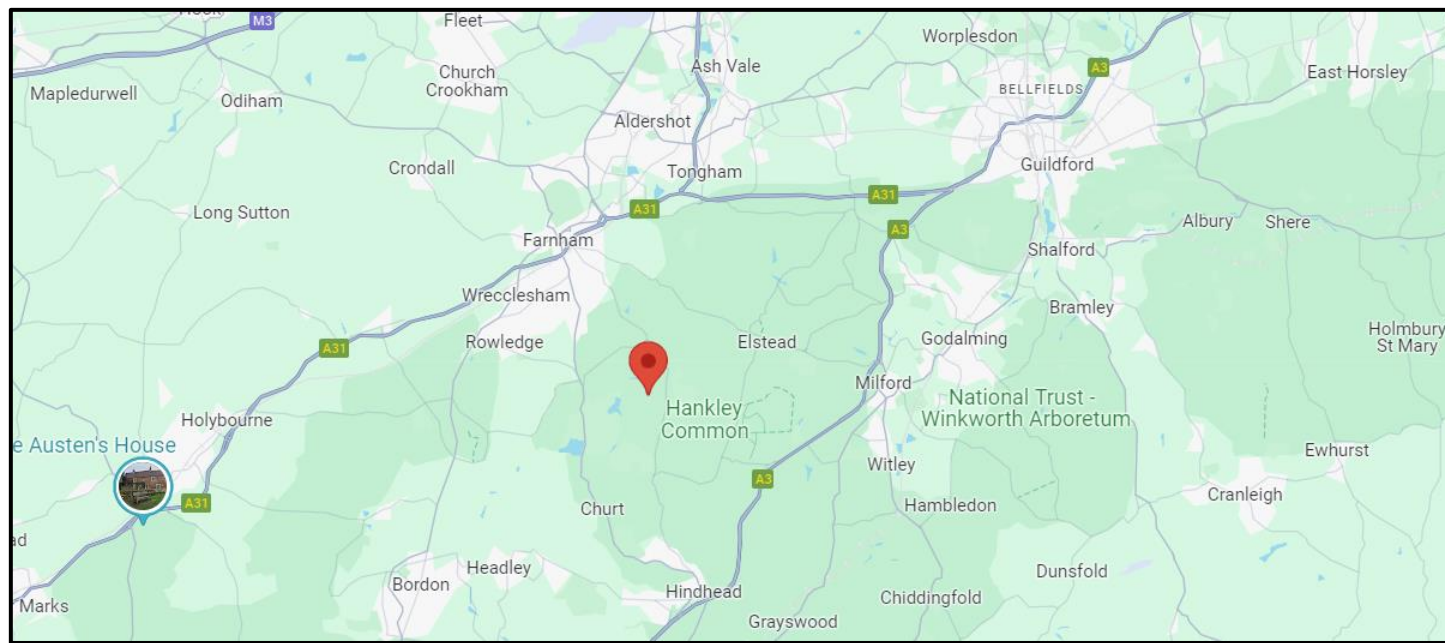 Hook
M3
Fleet
Worplesdon
Ash Vale
A3
East Horsley
Church
Crookham
Mapledurwell
Odiham
BELLFIELDS
Aldershot
Crondall
Tongham
Guildford
A31
A31
Long Sutton
Albury
Shere
Farnham
A3
Shalford
Wrecclesham
Bramley
Rowledge
Elstead
Godalming
Holmbury
St Mary
A31
Milford
National Trust -
Winkworth Arboretum
Hankley
Common
Holybourne
e Austen's House
Ewhurst
Witley
A3
Cranleigh
A31
Churt
Hambledon
ad
Headley
Bordon
Hindhead
Dunsfold
Chiddingfold
Marks
Grayswood